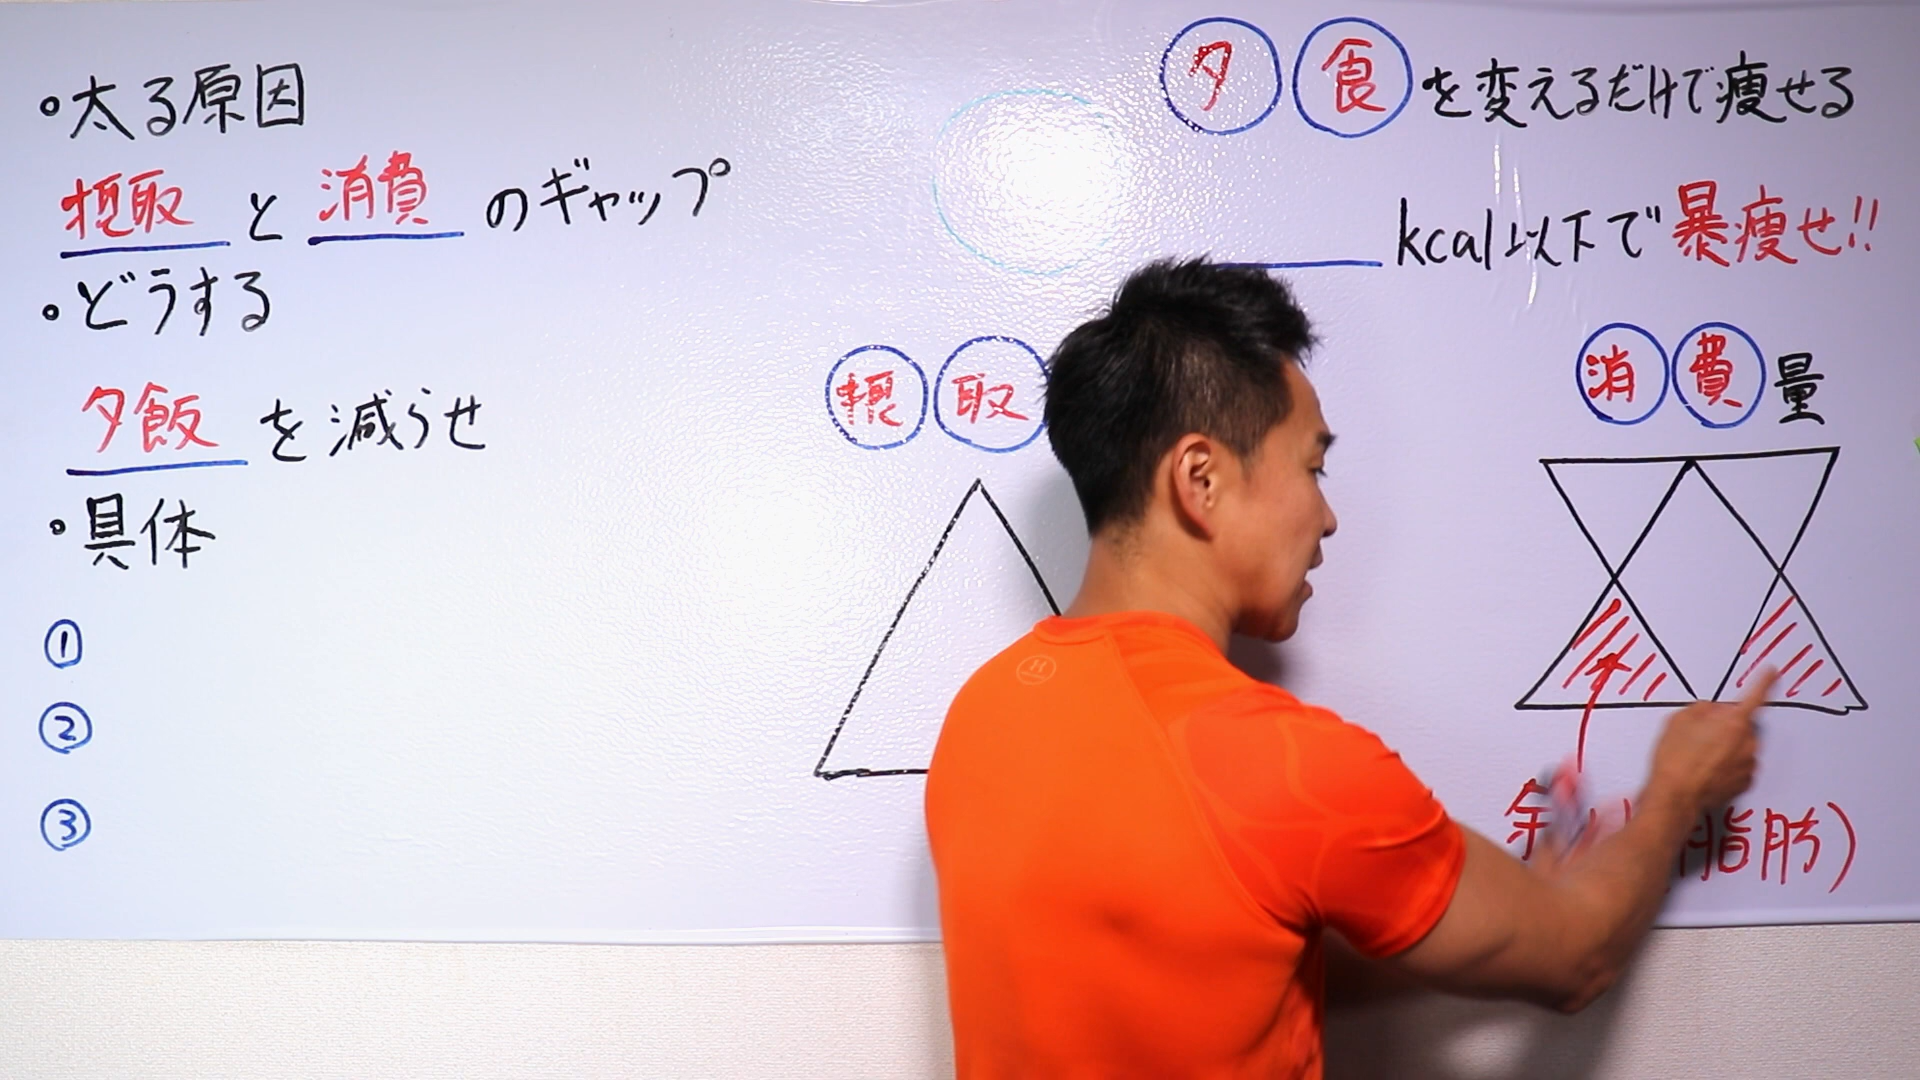 ・太る原因
摂取と消費のギャップ
・どうする
夕飯を減らせ
・具体
①
②
③
夕食を変えるだけで痩せる
kcal以下で暴痩せ!!
摂取
消費量
余
脂肪)